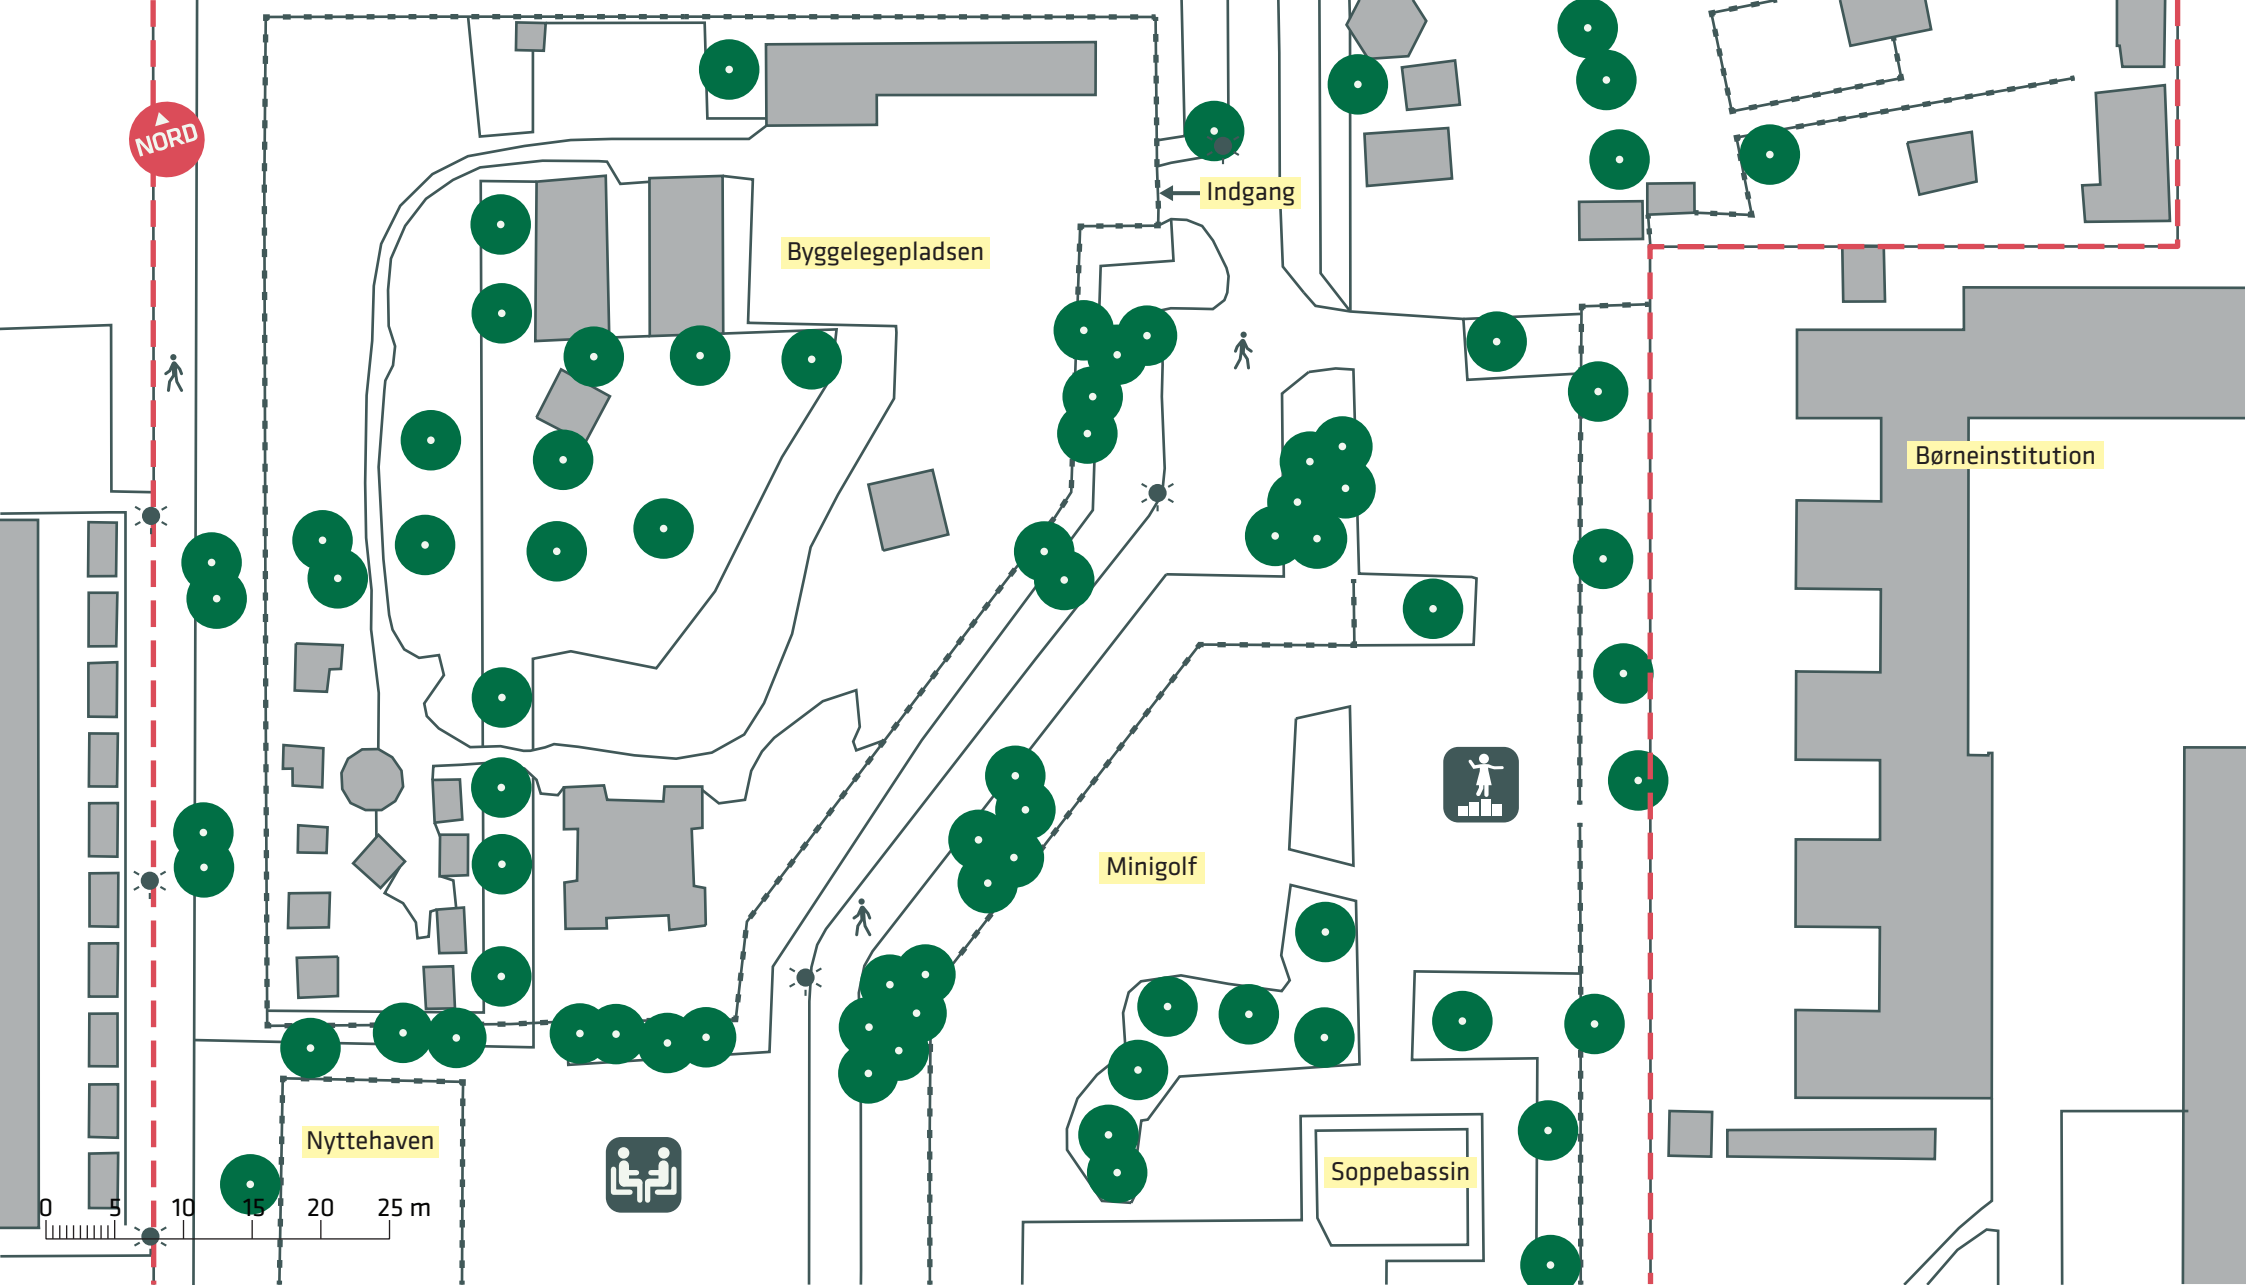 NORD
Indgang
Byggelegepladsen
Børneinstitution
Minigolf
Nyttehaven
Soppebassin
0 5 10 15 20 25 m